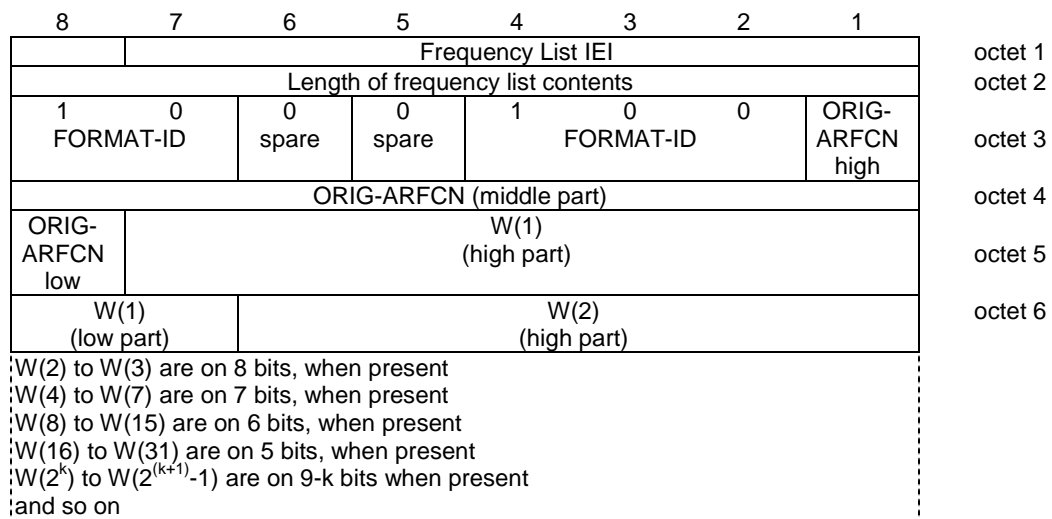 8 7 6 5 4 3 2 1
Frequency List IEI octet 1
Length of frequency list contents octet 2
1 0 0 0 1 0 0 ORIG-
FORMAT-ID spare spare FORMAT-ID ARFCN octet 3
high
ORIG-ARFCN (middle part) octet 4
ORIG- W(1)
ARFCN (high part) octet 5
low
W(1) W(2) octet 6
(low part) (high part)
W(2) to W(3) are on 8 bits, when present
W(4) to W(7) are on 7 bits, when present
W(8) to W(15) are on 6 bits, when present
W(16) to W(31) are on 5 bits, when present
W(2^k) to W(2^(k+1)-1) are on 9-k bits when present
and so on